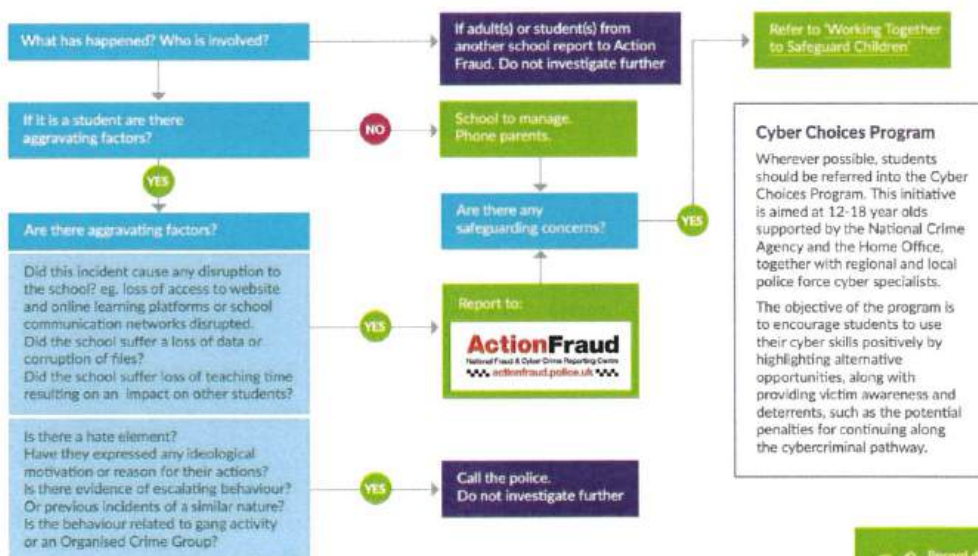 What has happened? Who is involved?
If adult(s) or student(s) from
another school report to Action
Fraud. Do not investigate further
Refer to 'Working Together
to Safeguard Children'
If it is a student are there
aggravating factors?
NO
School to manage.
Phone parents.
YES
Are there any
safeguarding concerns?
YES
Are there aggravating factors?
Did this incident cause any disruption to
the school? eg. loss of access to website
and online learning platforms or school
communication networks disrupted.
Did the school suffer a loss of data or
corruption of files?
Did the school suffer loss of teaching time
resulting on an impact on other students?
YES
Report to:
ActionFraud
National Fraud & Cyber Crime Reporting Centre
actionfraud.police.uk
Is there a hate element?
Have they expressed any ideological
motivation or reason for their actions?
Is there evidence of escalating behaviour?
Or previous incidents of a similar nature?
Is the behaviour related to gang activity
or an Organised Crime Group?
YES
Call the police.
Do not investigate further
Cyber Choices Program
Wherever possible, students
should be referred into the Cyber
Choices Program. This initiative
is aimed at 12-18 year olds
supported by the National Crime
Agency and the Home Office,
together with regional and local
police force cyber specialists.
The objective of the program is
to encourage students to use
their cyber skills positively by
highlighting alternative
opportunities, along with
providing victim awareness and
deterrents, such as the potential
penalties for continuing along
the cybercriminal pathway.